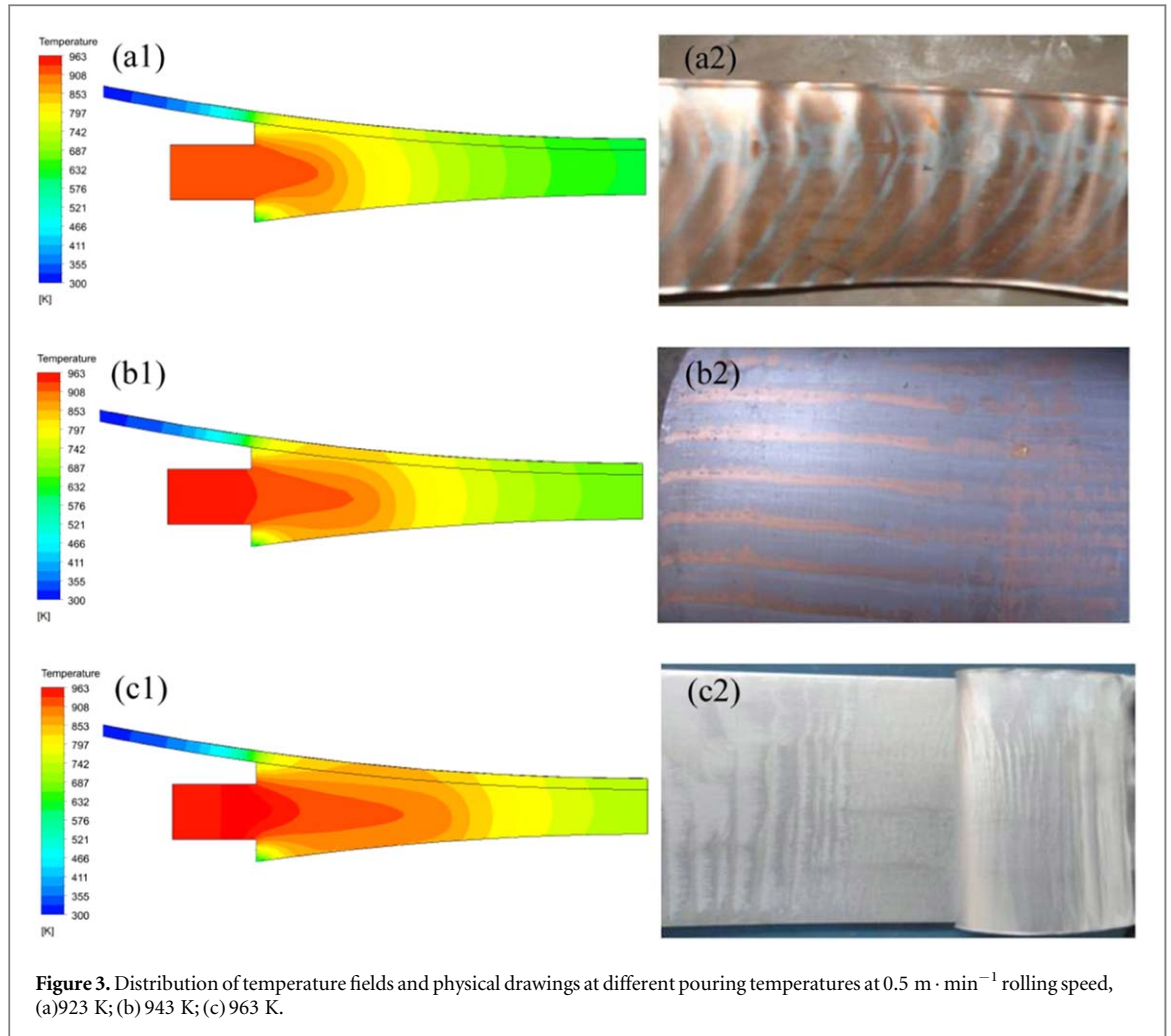 Temperature
963
908
853
797
742
687
632
576
521
466
411
355
300
[K]
(a1)
(a2)
Temperature
963
908
853
797
742
687
632
576
521
466
411
355
300
[K]
(b1)
(b2)
Temperature
963
908
853
797
742
687
632
576
521
466
411
355
300
[K]
(c1)
(c2)
Figure 3. Distribution of temperature fields and physical drawings at different pouring temperatures at 0.5 m · min⁻¹ rolling speed,
(a)923 K; (b) 943 K; (c) 963 K.